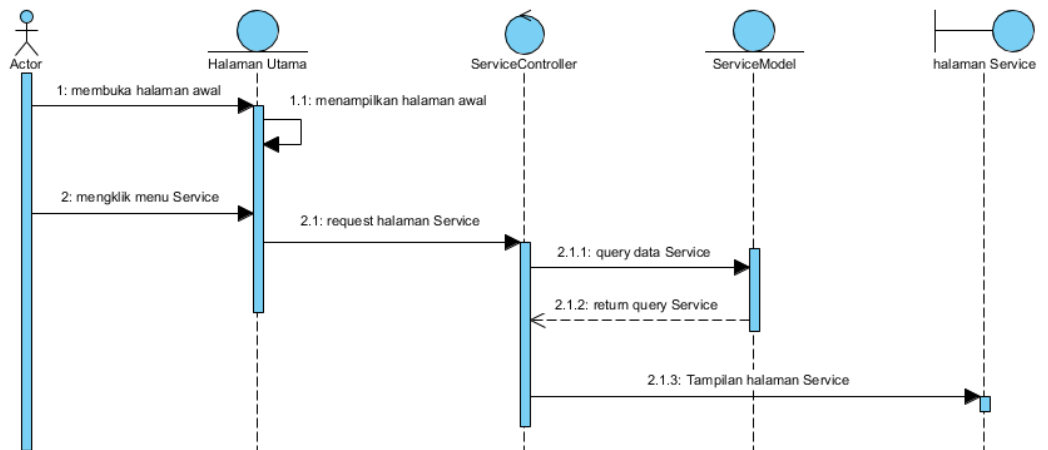 Actor
Halaman Utama
ServiceController
ServiceModel
halaman Service
1: membuka halaman awal
1.1: menampilkan halaman awal
2: mengklik menu Service
2.1: request halaman Service
2.1.1: query data Service
2.1.2: return query Service
2.1.3: Tampilan halaman Service